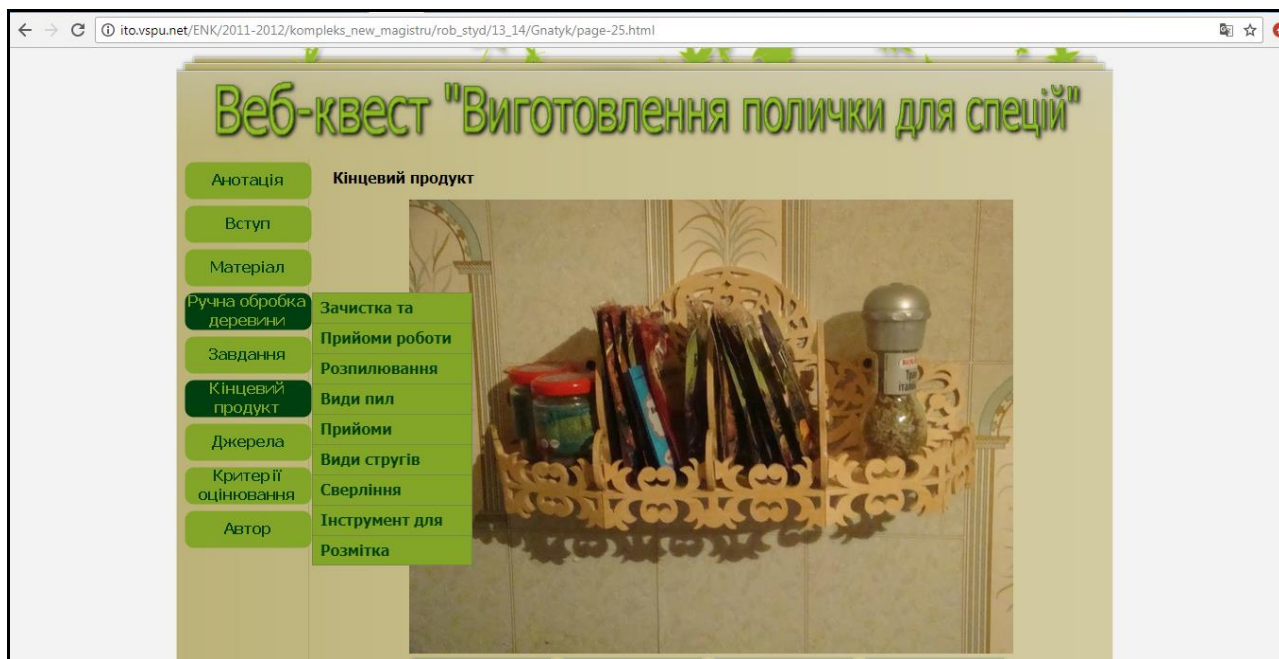 ito.vspu.net/ENK/2011-2012/kompleks_new_magistru/rob_styd/13_14/Gnatyk/page-25.html
Веб-квест "Виготовлення полички для спецій"
Анотація
Вступ
Матеріал
Ручна обробка
деревини
Завдання
Кінцевий
продукт
Джерела
Критерії
оцінювання
Автор
Зачистка та
Прийоми роботи
Розпилювання
Види пил
Прийоми
Види стругів
Сверління
Інструмент для
Розмітка
Кінцевий продукт